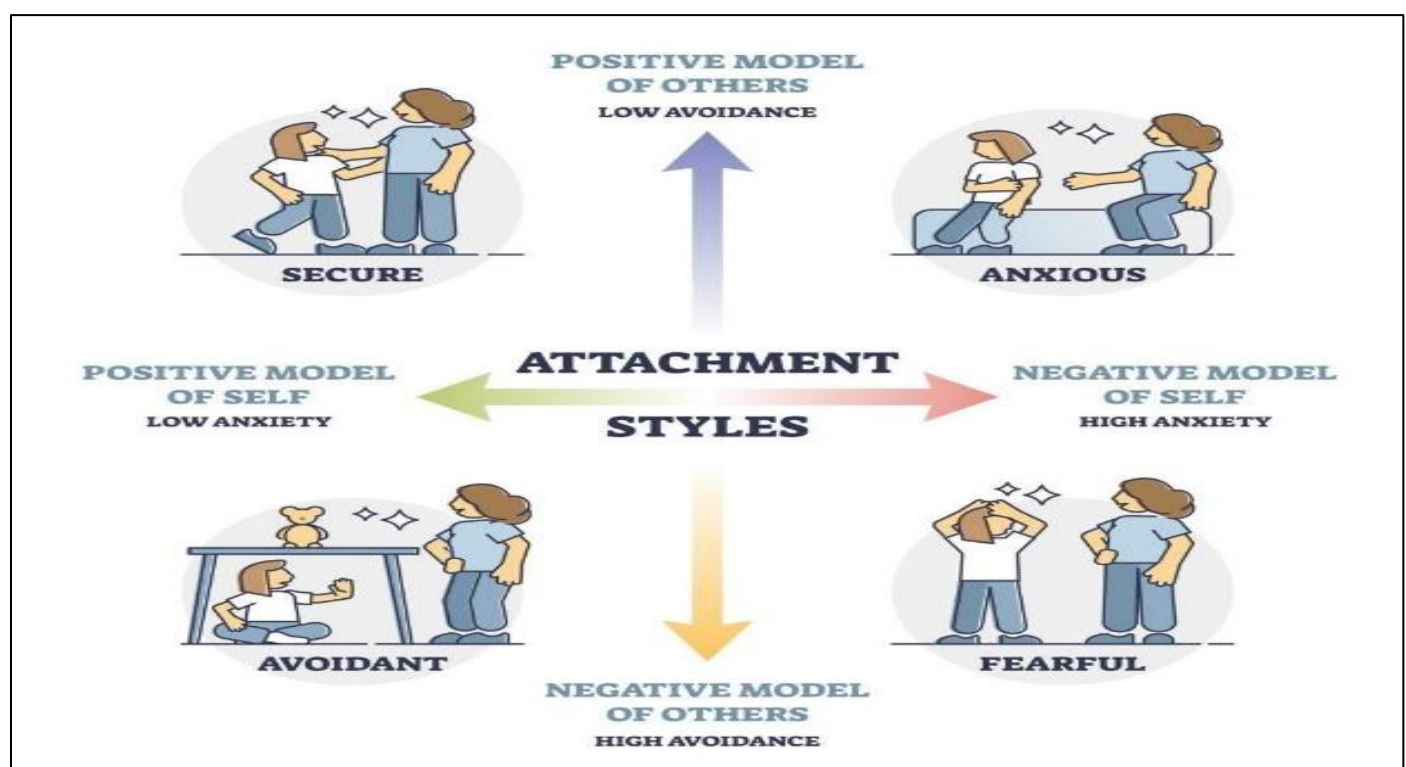 POSITIVE MODEL
OF OTHERS
LOW AVOIDANCE
SECURE
ANXIOUS
ATTACHMENT
STYLES
POSITIVE MODEL
OF SELF
LOW ANXIETY
NEGATIVE MODEL
OF SELF
HIGH ANXIETY
AVOIDANT
FEARFUL
NEGATIVE MODEL
OF OTHERS
HIGH AVOIDANCE